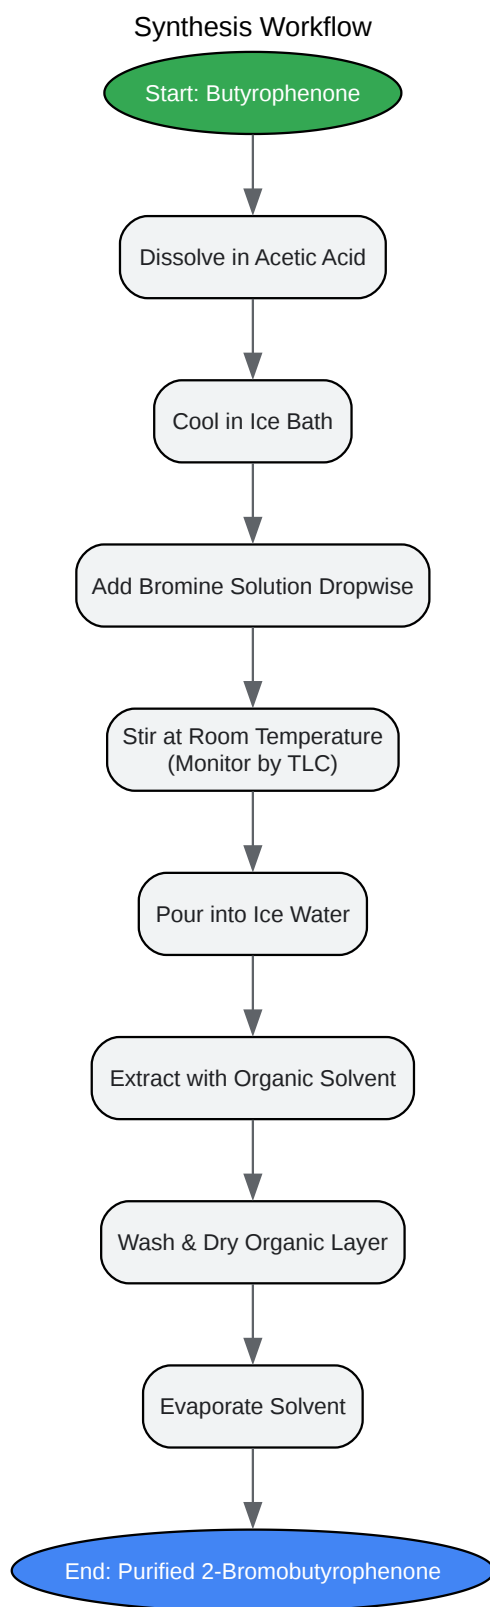 Synthesis Workflow
Start: Butyrophenone
Dissolve in Acetic Acid
Cool in Ice Bath
Add Bromine Solution Dropwise
Stir at Room Temperature
(Monitor by TLC)
Pour into Ice Water
Extract with Organic Solvent
Wash & Dry Organic Layer
Evaporate Solvent
End: Purified 2-Bromobutyrophenone